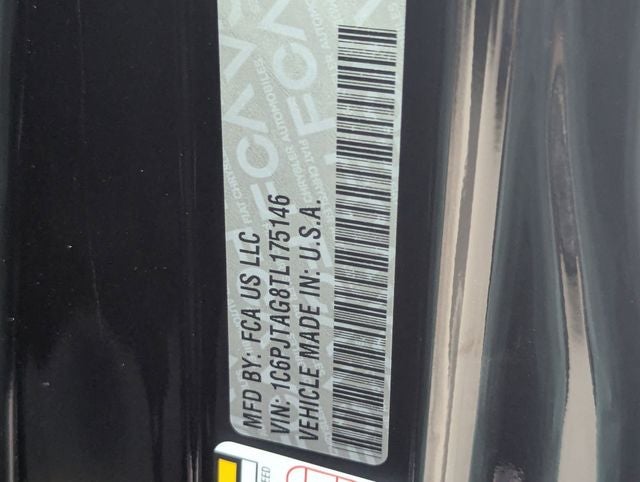 MFD BY: FCA US LLC
VIN: 1C6PJTAG8TL175146
VEHICLE MADE IN: U.S.A.